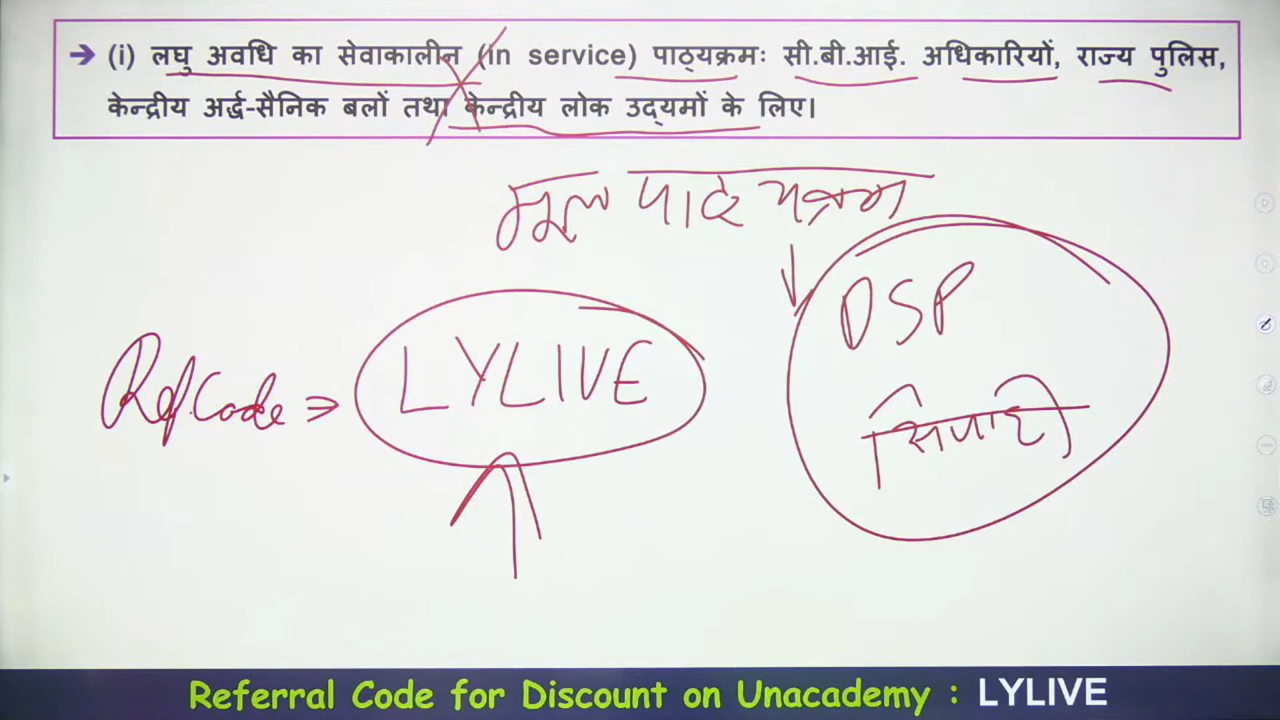 → (i) लघु अवधि का सेवाकालीन (in service) पाठ्यक्रमः सी.बी.आई. अधिकारियों, राज्य पुलिस,
केन्द्रीय अर्द्ध-सैनिक बलों तथा केन्द्रीय लोक उद्यमों के लिए।
मूल पाठ्यक्रम
DSP
Ref.Code ⇒ LYLIVE
सिपाही
Referral Code for Discount on Unacademy : LYLIVE